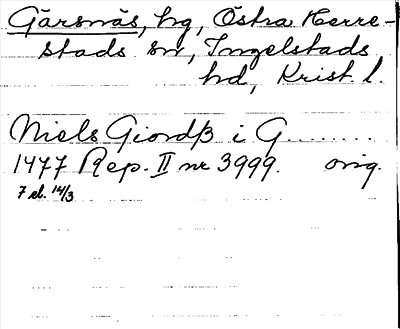 Gärsnäs, hg, Östra Herre-
stads sn, Ingelstads
hd, Krist l.
Niels Giordß i G........
1477 Rep. II nr 3999. orig.
7 el. 14/3